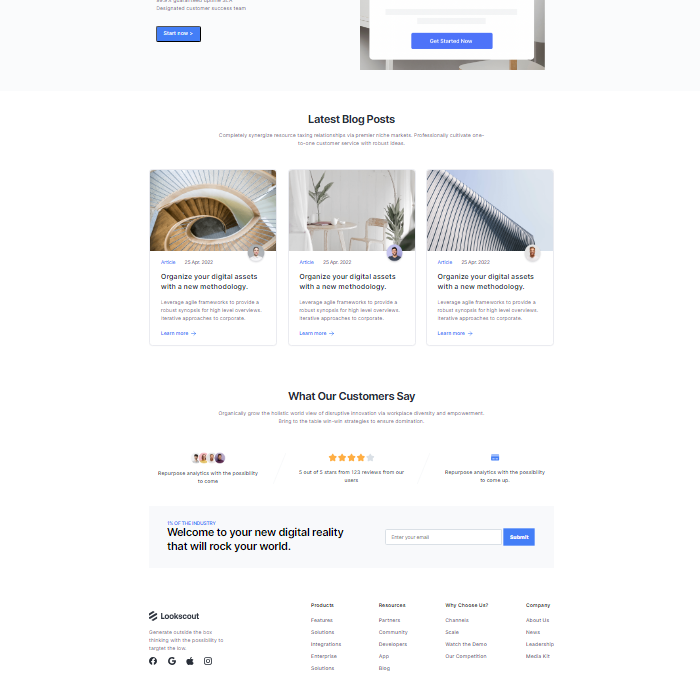 99.9% guaranteed uptime SLA
Designated customer success team
Start now >
Get Started Now
Latest Blog Posts
Completely synergize resource taxing relationships via premier niche markets. Professionally cultivate one-
to-one customer service with robust ideas.
Article 25 Apr, 2022
Organize your digital assets
with a new methodology.
Leverage agile frameworks to provide a
robust synopsis for high level overviews.
Iterative approaches to corporate.
Learn more →
Article 25 Apr, 2022
Organize your digital assets
with a new methodology.
Leverage agile frameworks to provide a
robust synopsis for high level overviews.
Iterative approaches to corporate.
Learn more →
Article 25 Apr, 2022
Organize your digital assets
with a new methodology.
Leverage agile frameworks to provide a
robust synopsis for high level overviews.
Iterative approaches to corporate.
Learn more →
What Our Customers Say
Organically grow the holistic world view of disruptive innovation via workplace diversity and empowerment.
Bring to the table win-win strategies to ensure domination.
Repurpose analytics with the possibility
to come
5 out of 5 stars from 123 reviews from our
users
Repurpose analytics with the possibility
to come up.
1% OF THE INDUSTRY
Welcome to your new digital reality
that will rock your world.
Enter your email
Submit
Lookscout
Generate outside the box
thinking with the possibility to
targtet the low.
Products
Features
Solutions
Integrations
Enterprise
Solutions
Resources
Partners
Community
Developers
App
Blog
Why Choose Us?
Channels
Scale
Watch the Demo
Our Competition
Company
About Us
News
Leadership
Media Kit